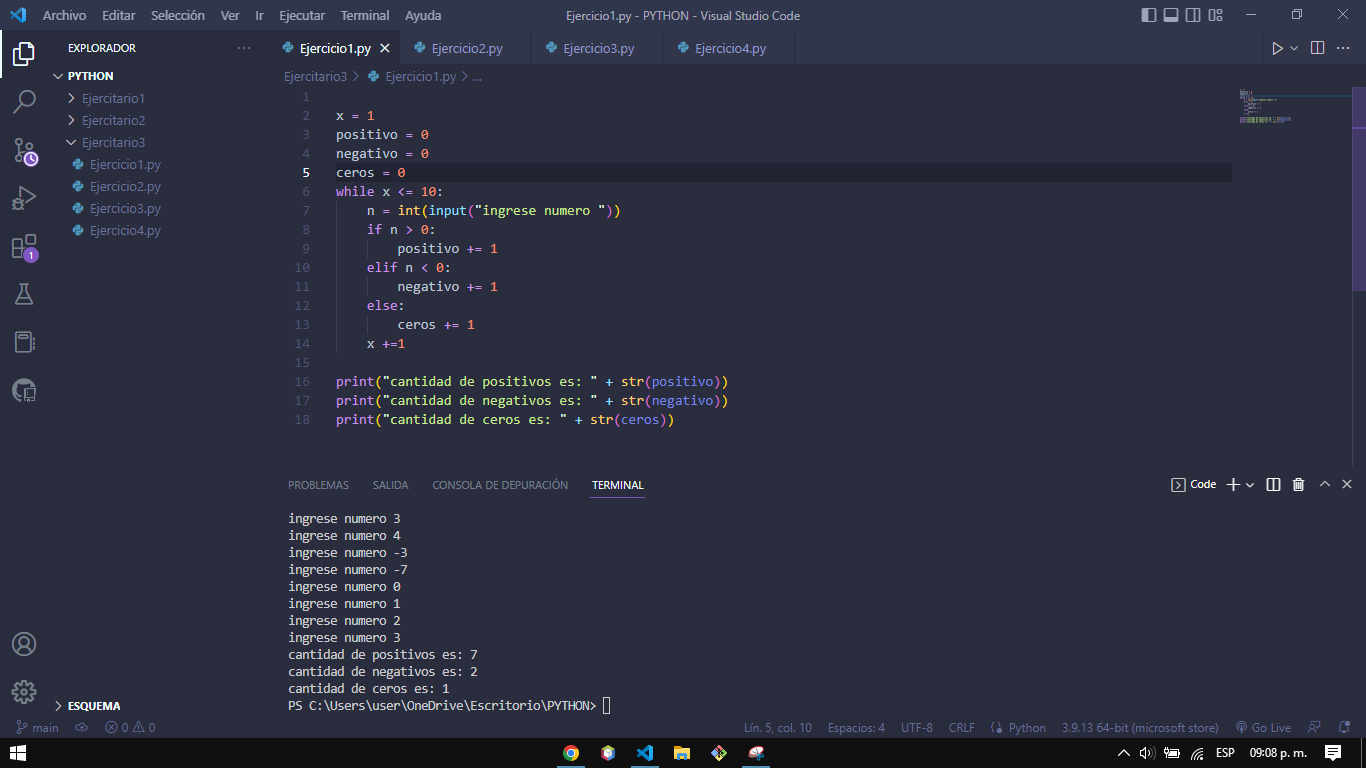 Archivo Editar Selección Ver Ir Ejecutar Terminal Ayuda Ejercicio1.py - PYTHON - Visual Studio Code
EXPLORADOR ...
PYTHON
Ejercitario1
Ejercitario2
Ejercitario3
Ejercicio1.py
Ejercicio2.py
Ejercicio3.py
Ejercicio4.py
ESQUEMA
1
Ejercicio1.py Ejercicio2.py Ejercicio3.py Ejercicio4.py
Ejercitario3 > Ejercicio1.py > ...
1
2 x = 1
3 positivo = 0
4 negativo = 0
5 ceros = 0
6 while x <= 10:
7 n = int(input("ingrese numero "))
8 if n > 0:
9 positivo += 1
10 elif n < 0:
11 negativo += 1
12 else:
13 ceros += 1
14 x +=1
15
16 print("cantidad de positivos es: " + str(positivo))
17 print("cantidad de negativos es: " + str(negativo))
18 print("cantidad de ceros es: " + str(ceros))
PROBLEMAS SALIDA CONSOLA DE DEPURACIÓN TERMINAL Code
ingrese numero 3
ingrese numero 4
ingrese numero -3
ingrese numero -7
ingrese numero 0
ingrese numero 1
ingrese numero 2
ingrese numero 3
cantidad de positivos es: 7
cantidad de negativos es: 2
cantidad de ceros es: 1
PS C:\Users\user\OneDrive\Escritorio\PYTHON>
main 0 0 Lín. 5, col. 10 Espacios: 4 UTF-8 CRLF Python 3.9.13 64-bit (microsoft store) Go Live
ESP 09:08 p. m.